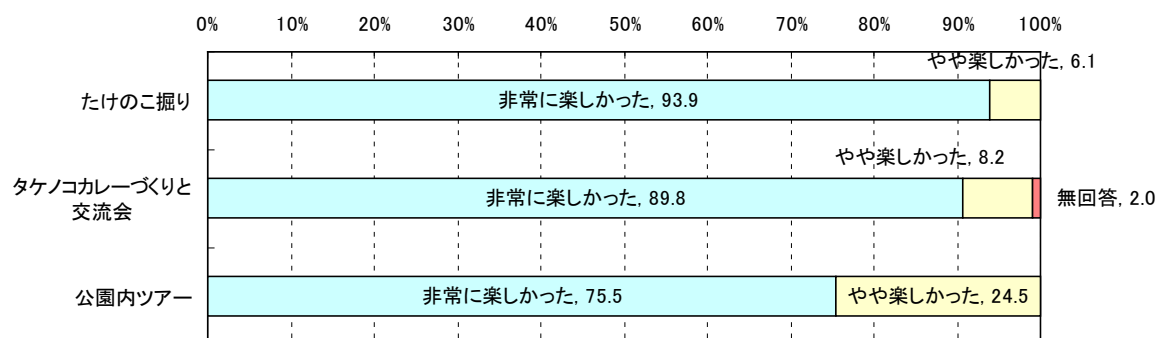 0% 10% 20% 30% 40% 50% 60% 70% 80% 90% 100%
やや楽しかった, 6.1
たけのこ掘り
非常に楽しかった, 93.9
やや楽しかった, 8.2
タケノコカレーづくりと
交流会
非常に楽しかった, 89.8
無回答, 2.0
公園内ツアー
非常に楽しかった, 75.5
やや楽しかった, 24.5